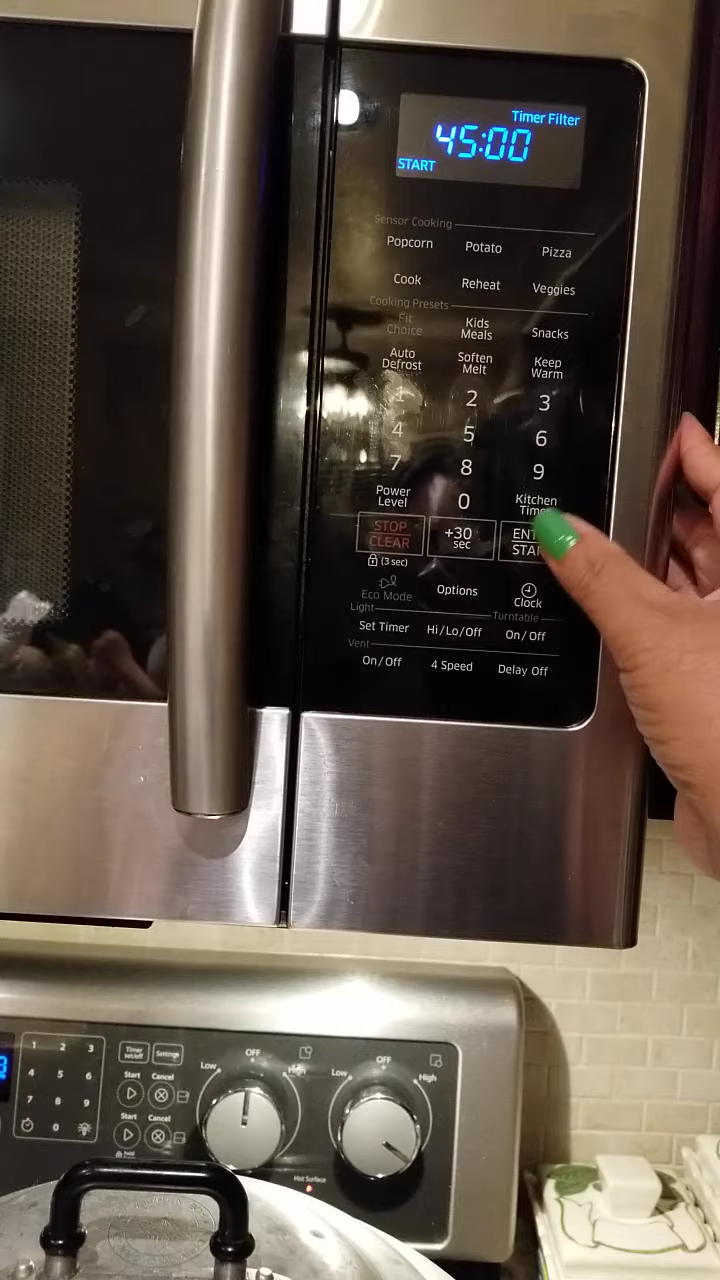 Timer Filter
45:00
START
Sensor Cooking
Popcorn Potato Pizza
Cook Reheat Veggies
Cooking Presets
Fit Choice Kids Meals Snacks
Auto Defrost Soften Melt Keep Warm
1 2 3
4 5 6
7 8 9
Power Level 0 Kitchen
STOP CLEAR +30 sec
(3 sec)
Eco Mode Options Clock
Light Turntable
Set Timer Hi/Lo/Off On/Off
Vent
On/Off 4 Speed Delay Off
1 2 3
4 5 6
7 8 9
0
Timer set/off Settings
Start Cancel
Start Cancel
Low OFF High
Low OFF High
Hot Surface